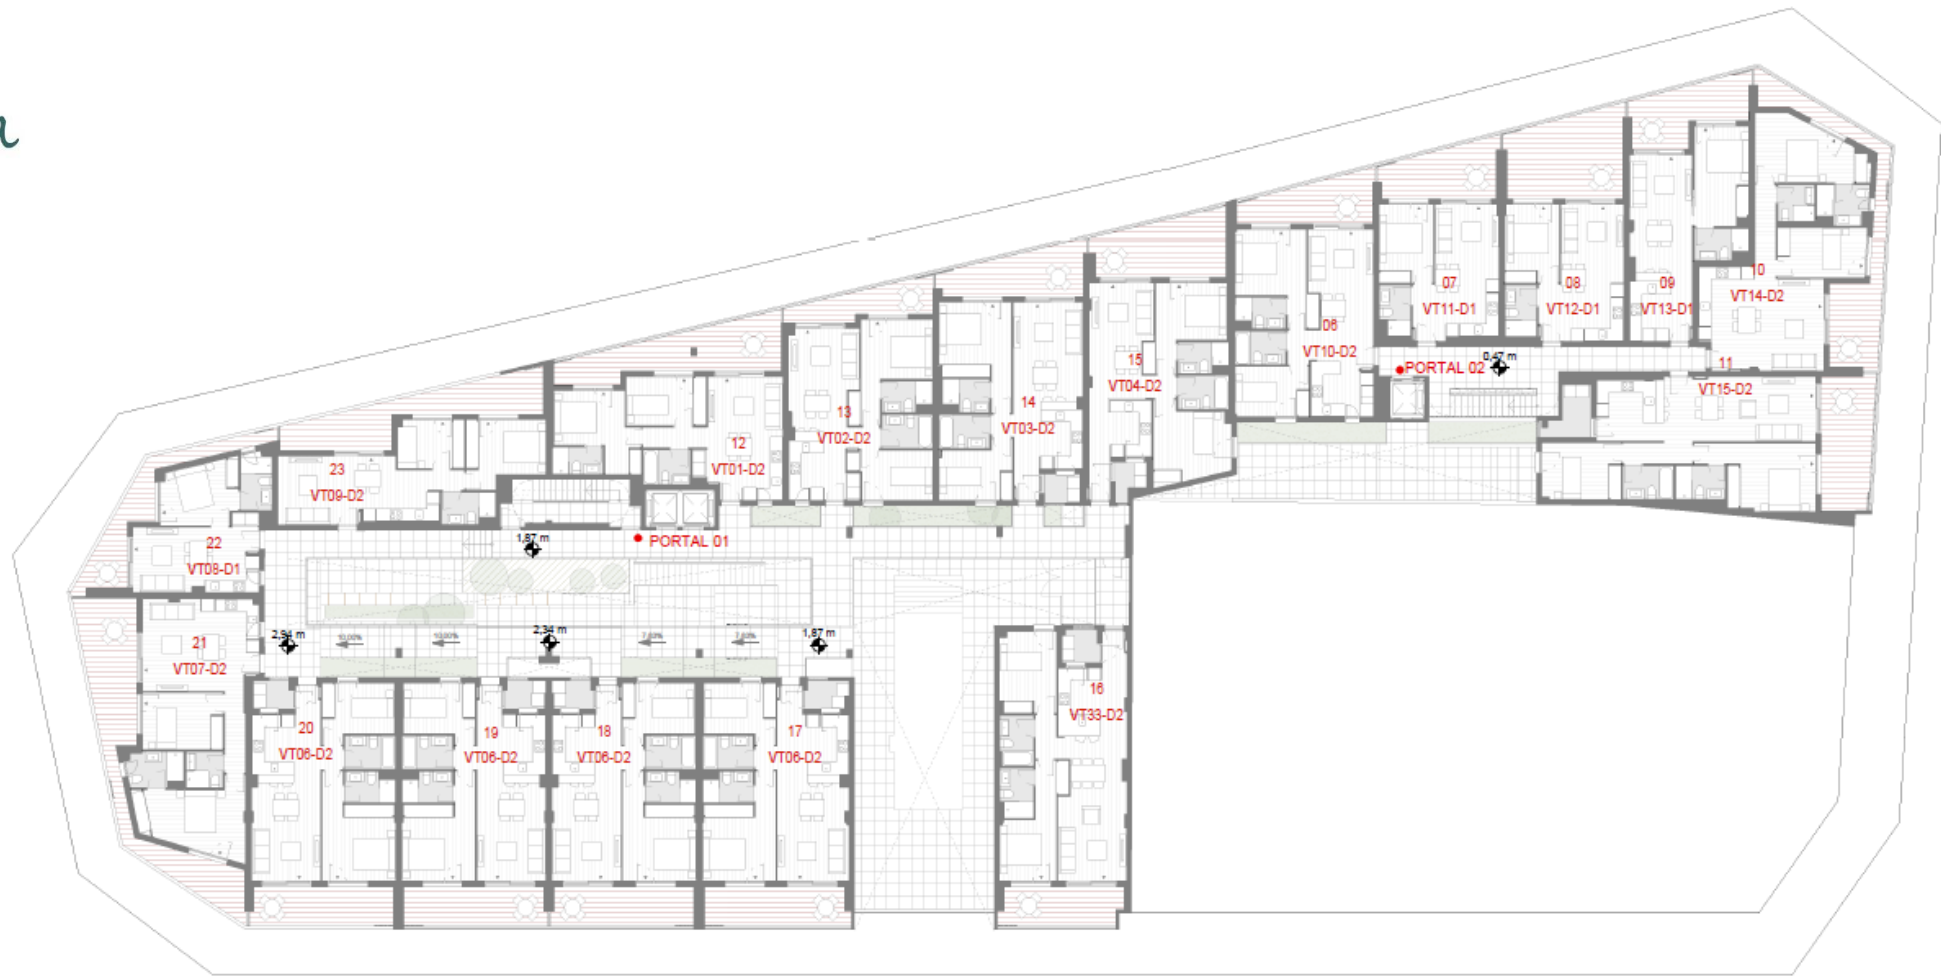 10
VT14-D2
09
VT13-D1
08
VT12-D1
07
VT11-D1
06
VT10-D2
11
VT15-D2
PORTAL 02
0,47 m
15
VT04-D2
14
VT03-D2
13
VT02-D2
12
VT01-D2
23
VT09-D2
22
VT08-D1
1,87 m
PORTAL 01
21
VT07-D2
2,94 m
10,00%
10,00%
2,34 m
7,83%
7,83%
1,87 m
20
VT06-D2
19
VT06-D2
18
VT06-D2
17
VT06-D2
16
VT33-D2